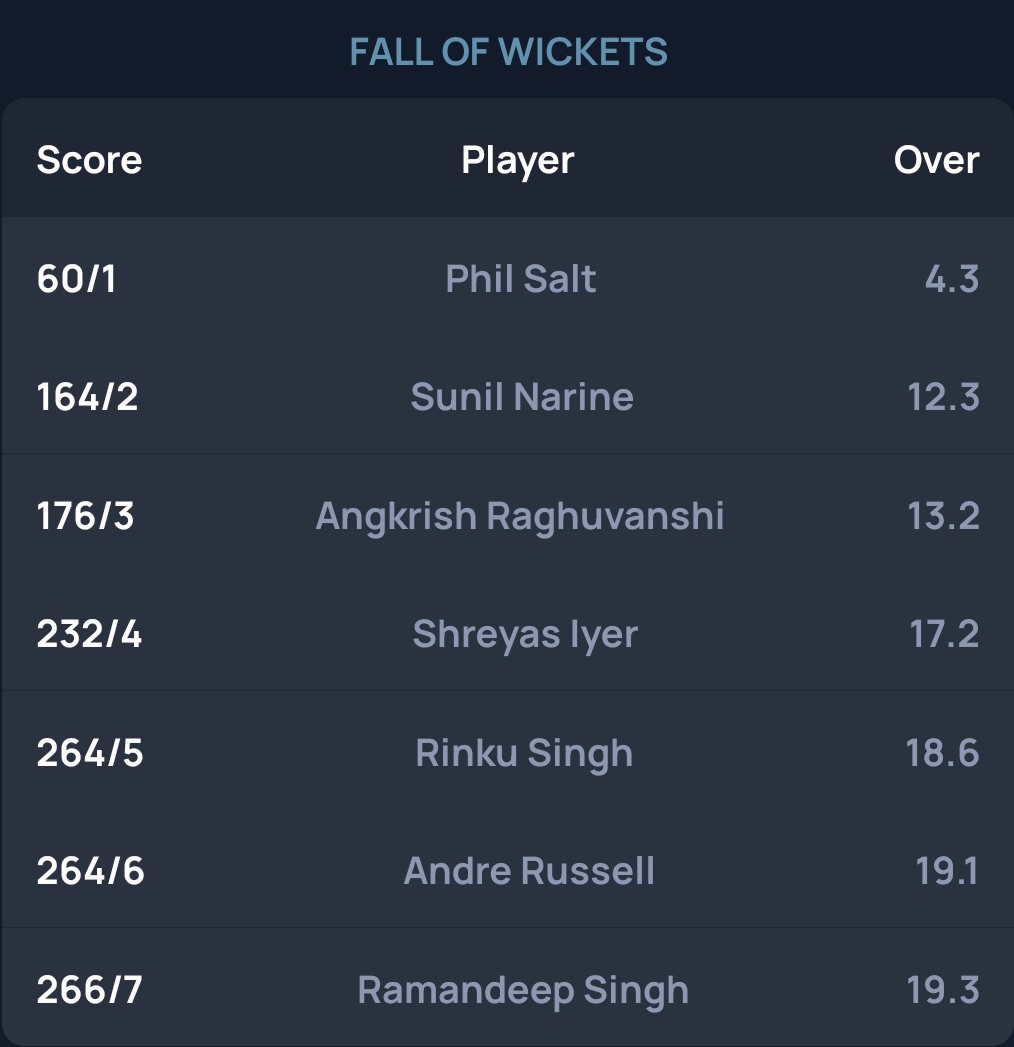 FALL OF WICKETS
Score Player Over
60/1 Phil Salt 4.3
164/2 Sunil Narine 12.3
176/3 Angkrish Raghuvanshi 13.2
232/4 Shreyas Iyer 17.2
264/5 Rinku Singh 18.6
264/6 Andre Russell 19.1
266/7 Ramandeep Singh 19.3